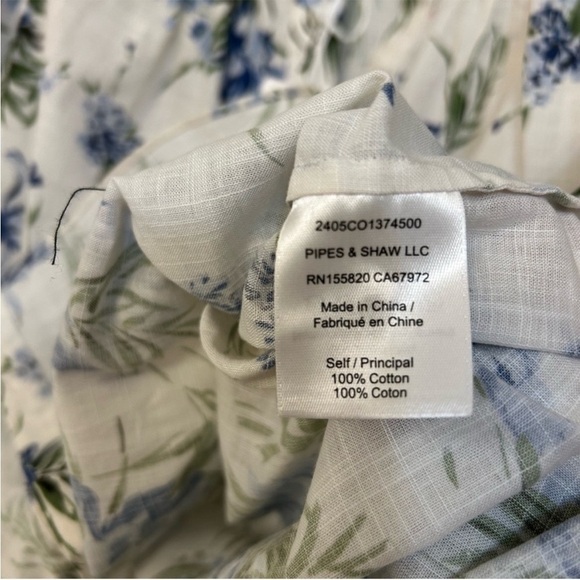 2405CO1374500
PIPES & SHAW LLC
RN155820 CA67972
Made in China /
Fabriqué en Chine
Self / Principal
100% Cotton
100% Coton